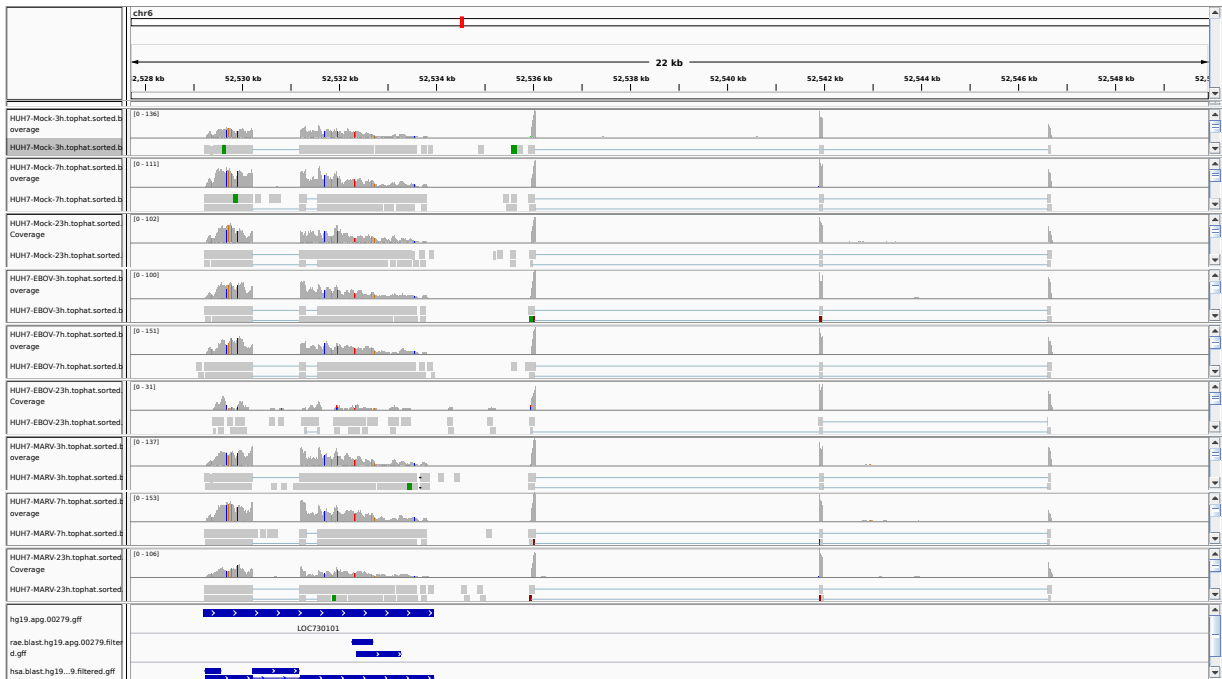 chr6
22 kb
2,528 kb 52,530 kb 52,532 kb 52,534 kb 52,536 kb 52,538 kb 52,540 kb 52,542 kb 52,544 kb 52,546 kb 52,548 kb 52,5
HUH7-Mock-3h.tophat.sorted.b
overage
[0 - 136]
HUH7-Mock-3h.tophat.sorted.b
HUH7-Mock-7h.tophat.sorted.b
overage
[0 - 111]
HUH7-Mock-7h.tophat.sorted.b
HUH7-Mock-23h.tophat.sorted.
Coverage
[0 - 102]
HUH7-Mock-23h.tophat.sorted.
HUH7-EBOV-3h.tophat.sorted.b
overage
[0 - 100]
HUH7-EBOV-3h.tophat.sorted.b
HUH7-EBOV-7h.tophat.sorted.b
overage
[0 - 151]
HUH7-EBOV-7h.tophat.sorted.b
HUH7-EBOV-23h.tophat.sorted.
Coverage
[0 - 31]
HUH7-EBOV-23h.tophat.sorted.
HUH7-MARV-3h.tophat.sorted.b
overage
[0 - 137]
HUH7-MARV-3h.tophat.sorted.b
HUH7-MARV-7h.tophat.sorted.b
overage
[0 - 153]
HUH7-MARV-7h.tophat.sorted.b
HUH7-MARV-23h.tophat.sorted.
Coverage
[0 - 106]
HUH7-MARV-23h.tophat.sorted.
hg19.apg.00279.gff
LOC730101
rae.blast.hg19.apg.00279.filter
d.gff
hsa.blast.hg19...9.filtered.gff